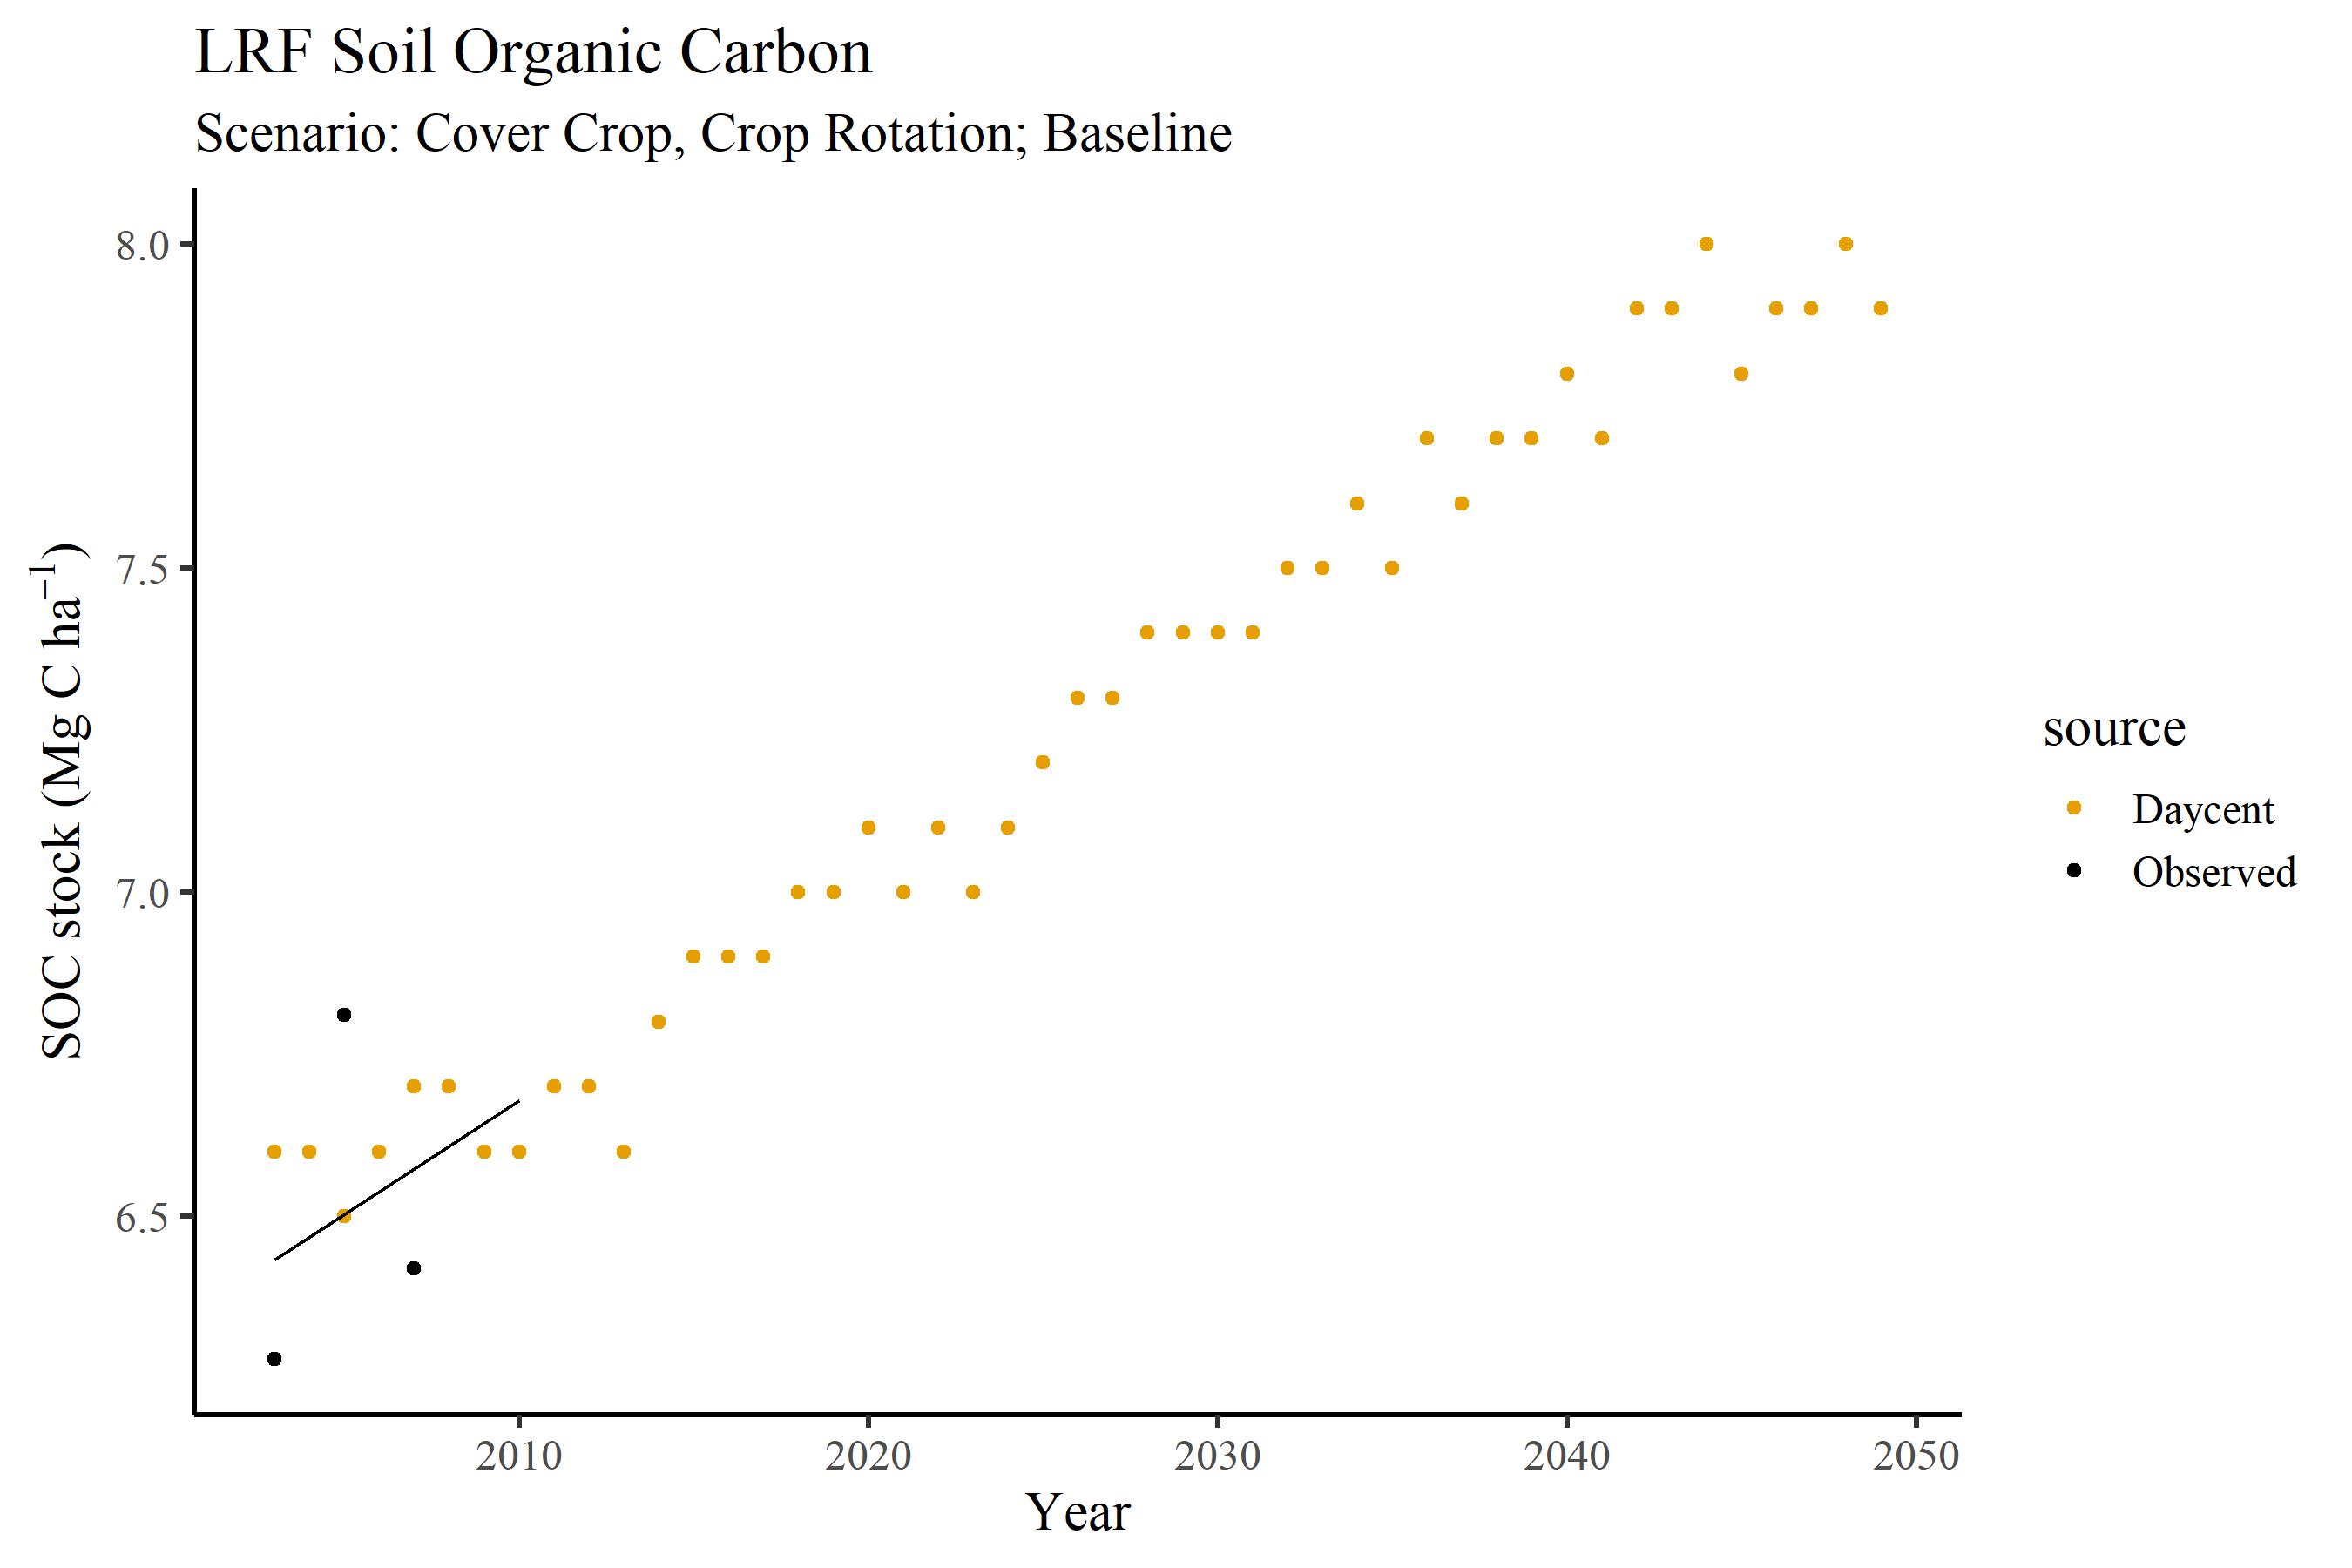 LRF Soil Organic Carbon
Scenario: Cover Crop, Crop Rotation; Baseline
SOC stock (Mg C ha⁻¹)
8.0
7.5
7.0
6.5
2010 2020 2030 2040 2050
Year
source
Daycent
Observed